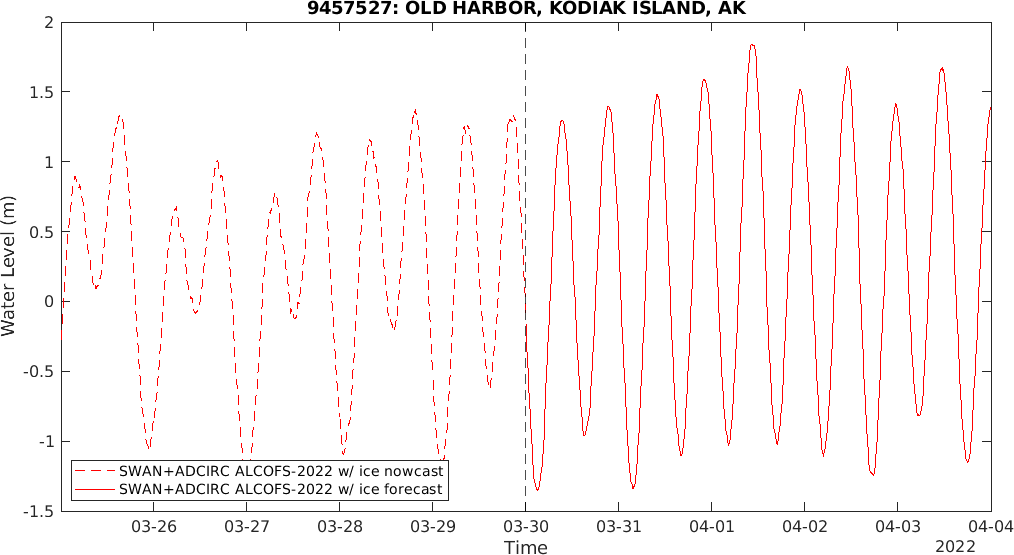 9457527: OLD HARBOR, KODIAK ISLAND, AK
2
1.5
1
0.5
0
-0.5
-1
-1.5
Water Level (m)
SWAN+ADCIRC ALCOFS-2022 w/ ice nowcast
SWAN+ADCIRC ALCOFS-2022 w/ ice forecast
03-26 03-27 03-28 03-29 03-30 03-31 04-01 04-02 04-03 04-04
Time
2022